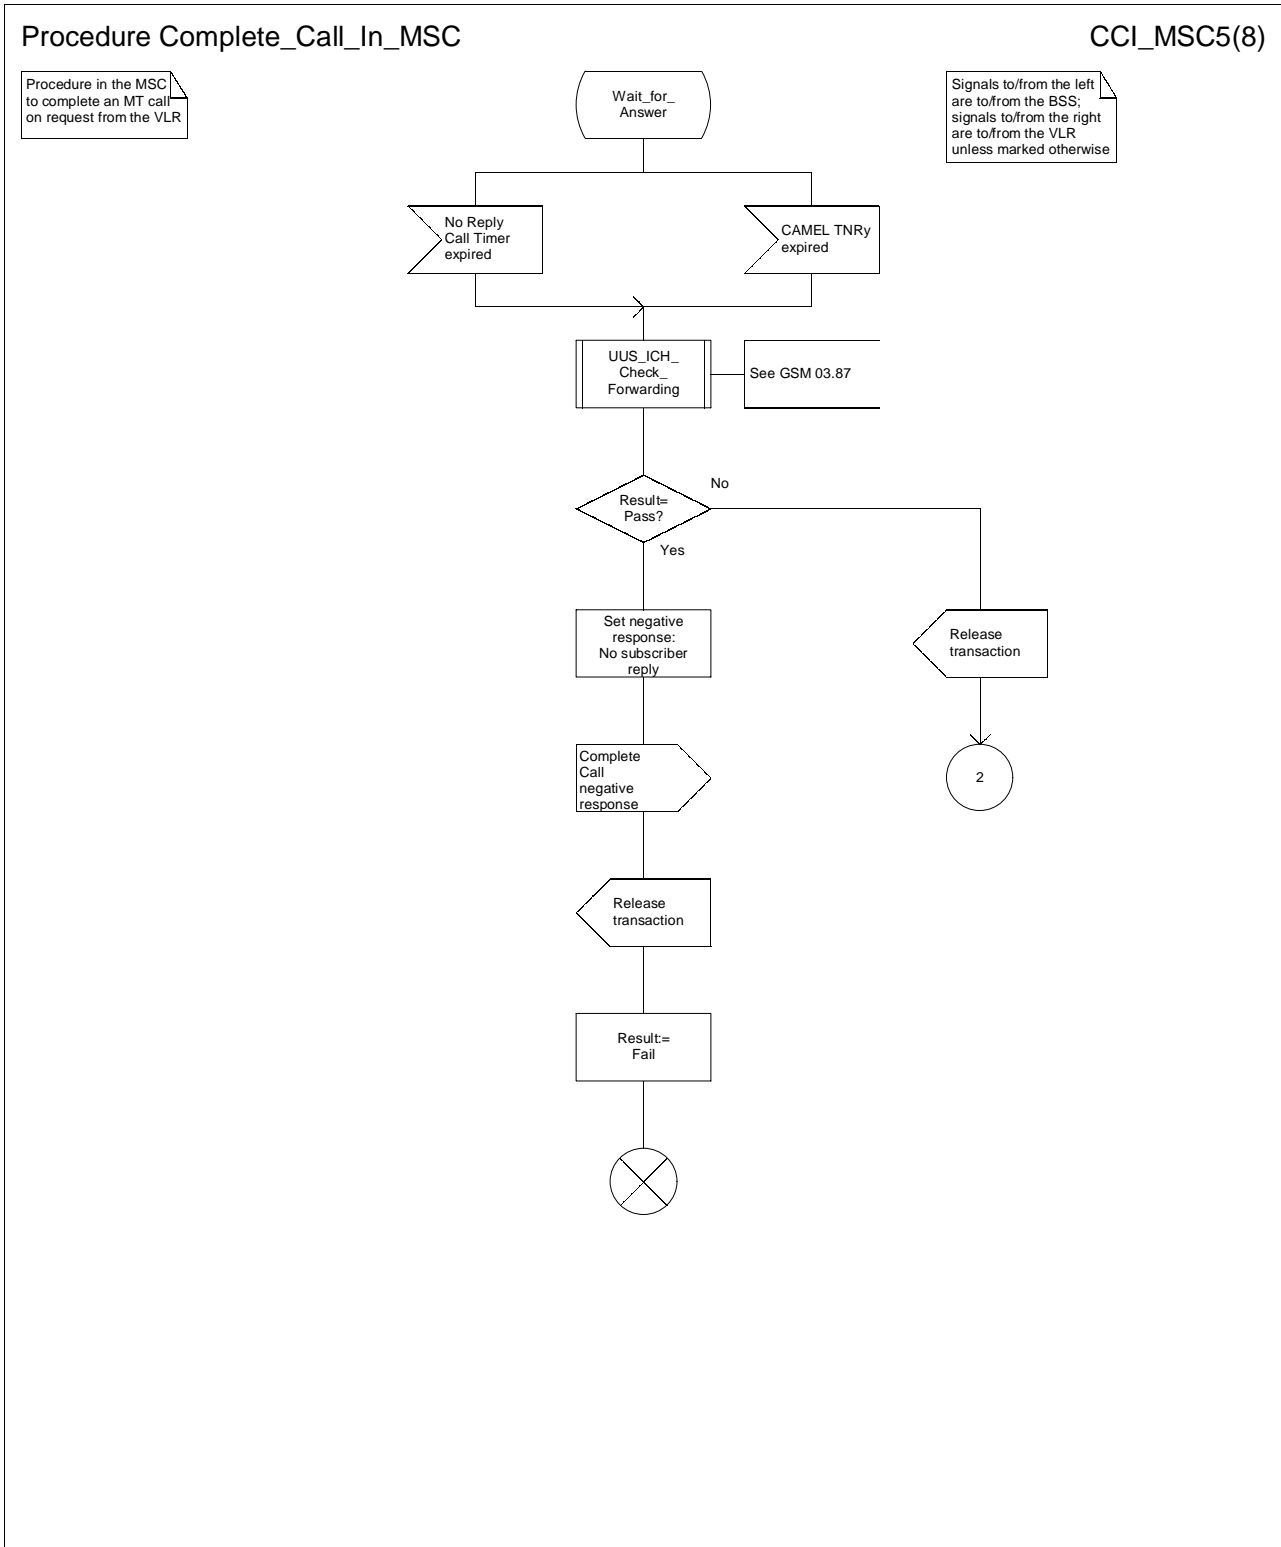 Procedure Complete_Call_In_MSC
CCI_MSC5(8)
Procedure in the MSC
to complete an MT call
on request from the VLR
Signals to/from the left
are to/from the BSS;
signals to/from the right
are to/from the VLR
unless marked otherwise
Wait_for_
Answer
No Reply
Call Timer
expired
CAMEL TNRy
expired
UUS_ICH_
Check_
Forwarding
See GSM 03.87
Result=
Pass?
No
Yes
Set negative
response:
No subscriber
reply
Release
transaction
Complete
Call
negative
response
2
Release
transaction
Result:=
Fail